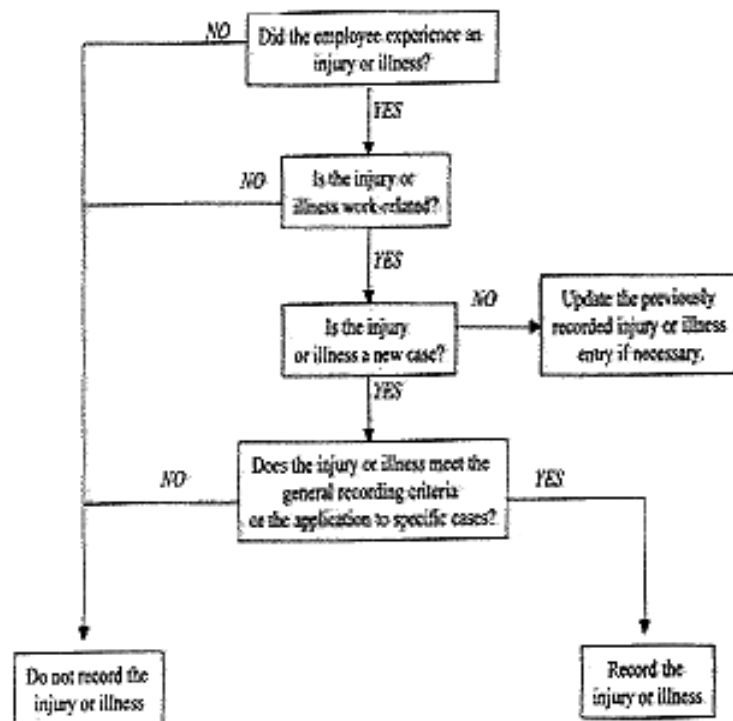 NO
Did the employee experience an
injury or illness?
YES
NO
Is the injury or
illness work-related?
YES
Is the injury
or illness a new case?
NO
Update the previously
recorded injury or illness
entry if necessary.
YES
NO
Does the injury or illness meet the
general recording criteria
or the application to specific cases?
YES
Do not record the
injury or illness
Record the
injury or illness.